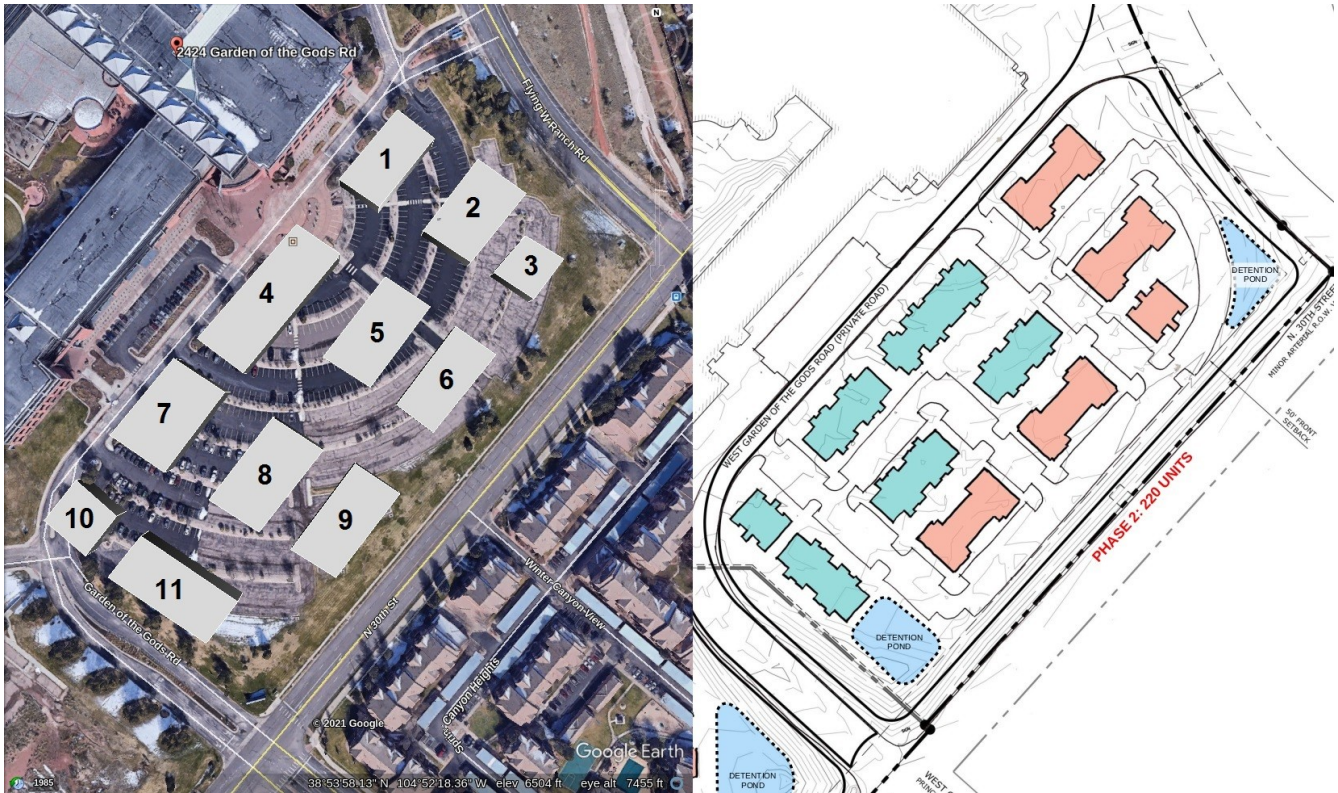 N
2424 Garden of the Gods Rd
Flying W Ranch Rd
1
2
3
4
5
6
7
8
9
10
11
Garden of the Gods Rd
N 30th St
Winter Canyon View
Canyon Heights
© 2021 Google
Google Earth
1985
38°53'58.13" N 104°52'18.36" W elev 6504 ft eye alt 7455 ft
WEST GARDEN OF THE GODS ROAD (PRIVATE ROAD)
DETENTION
POND
N. 30TH STREET
MINOR ARTERIAL R.O.W.
50' FRONT
SETBACK
PHASE 2: 220 UNITS
DETENTION
POND
DETENTION
POND